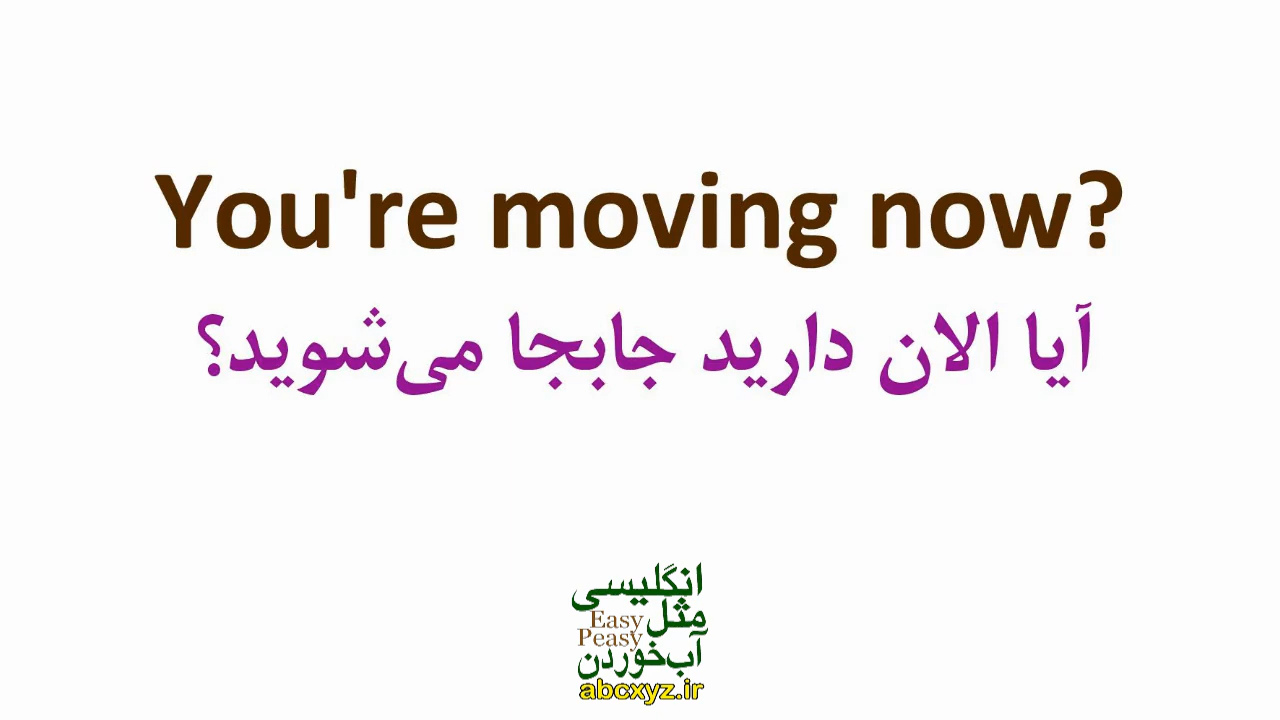 You're moving now?
آیا الان دارید جابجا می‌شوید؟
انگلیسی
مثل
Easy
Peasy
آب‌خوردن
abcxyz.ir